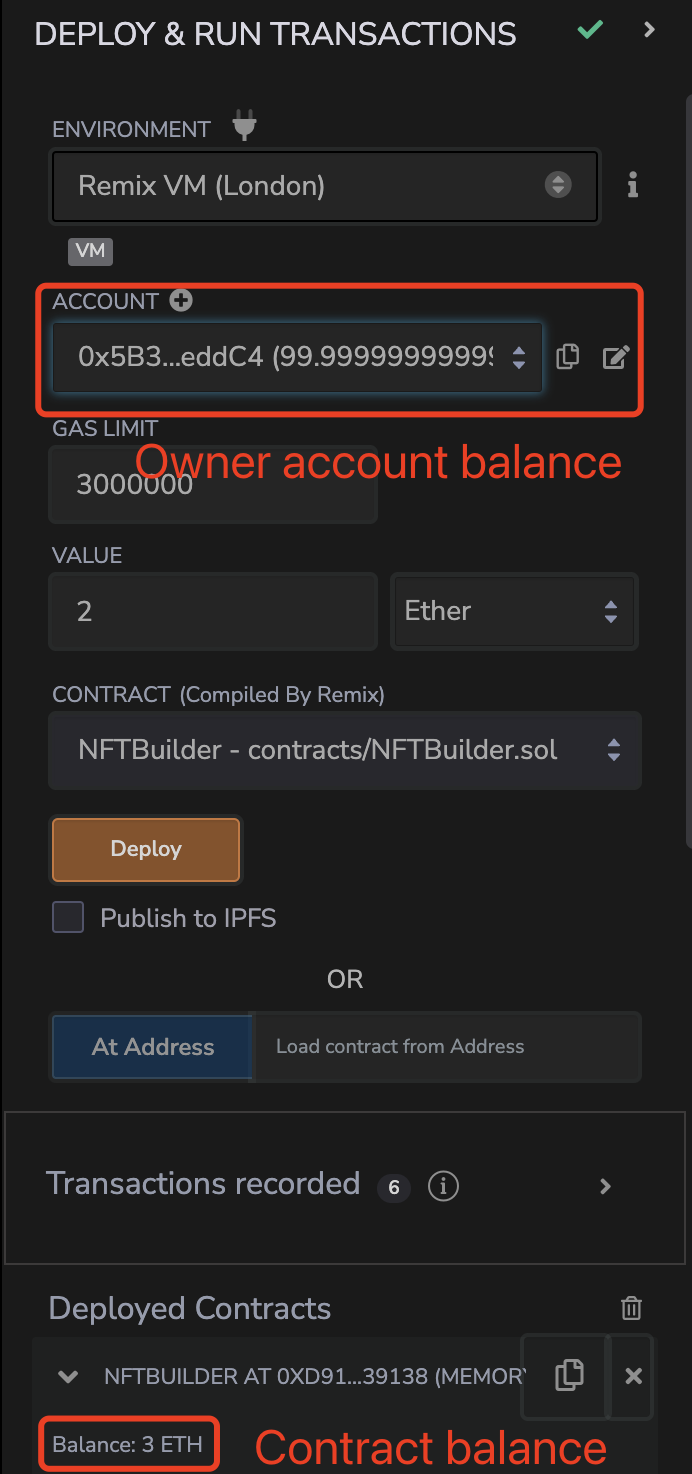 DEPLOY & RUN TRANSACTIONS
ENVIRONMENT
Remix VM (London)
VM
ACCOUNT
0x5B3...eddC4 (99.9999999999
GAS LIMIT
Owner account balance
3000000
VALUE
2 Ether
CONTRACT (Compiled By Remix)
NFTBuilder - contracts/NFTBuilder.sol
Deploy
Publish to IPFS
OR
At Address Load contract from Address
Transactions recorded 6
Deployed Contracts
NFTBUILDER AT 0XD91...39138 (MEMORY
Balance: 3 ETH Contract balance